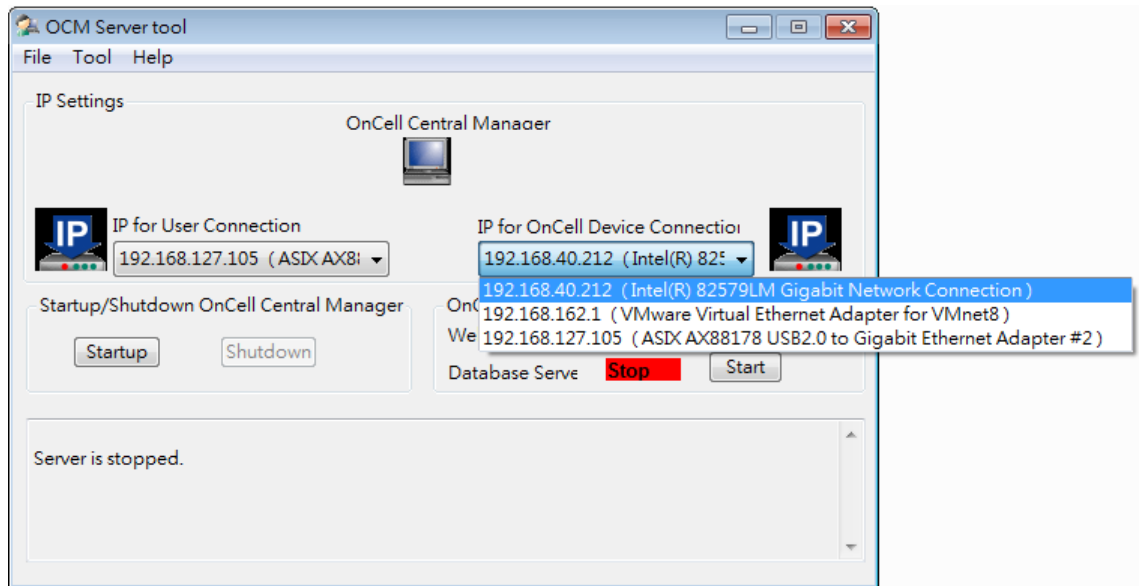 OCM Server tool
File Tool Help
IP Settings
OnCell Central Manager
IP
IP for User Connection
192.168.127.105 ( ASIX AX8
IP for OnCell Device Connection
192.168.40.212 ( Intel(R) 825
IP
192.168.40.212 ( Intel(R) 82579LM Gigabit Network Connection )
192.168.162.1 ( VMware Virtual Ethernet Adapter for VMnet8 )
192.168.127.105 ( ASIX AX88178 USB2.0 to Gigabit Ethernet Adapter #2 )
Startup/Shutdown OnCell Central Manager
Startup
Shutdown
OnC
We
Database Serve
Stop
Start
Server is stopped.